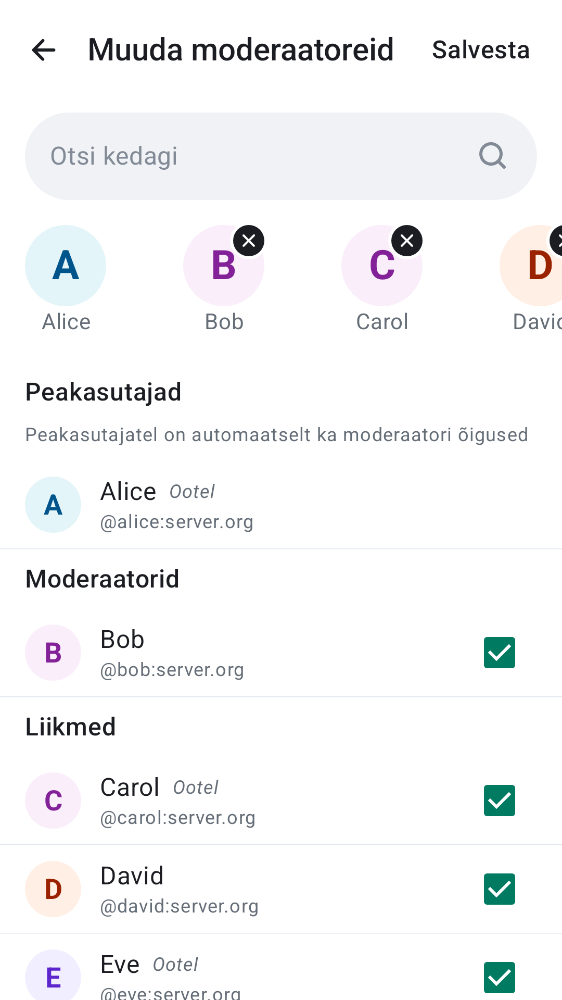 Muuda moderaatoreid
Salvesta
Otsi kedagi
A
B
C
D
Alice
Bob
Carol
Peakasutajad
Peakasutajatel on automaatselt ka moderaatori õigused
A
Alice Ootel
@alice:server.org
Moderaatorid
B
Bob
@bob:server.org
Liikmed
C
Carol Ootel
@carol:server.org
D
David
@david:server.org
E
Eve Ootel
@eve:server.org